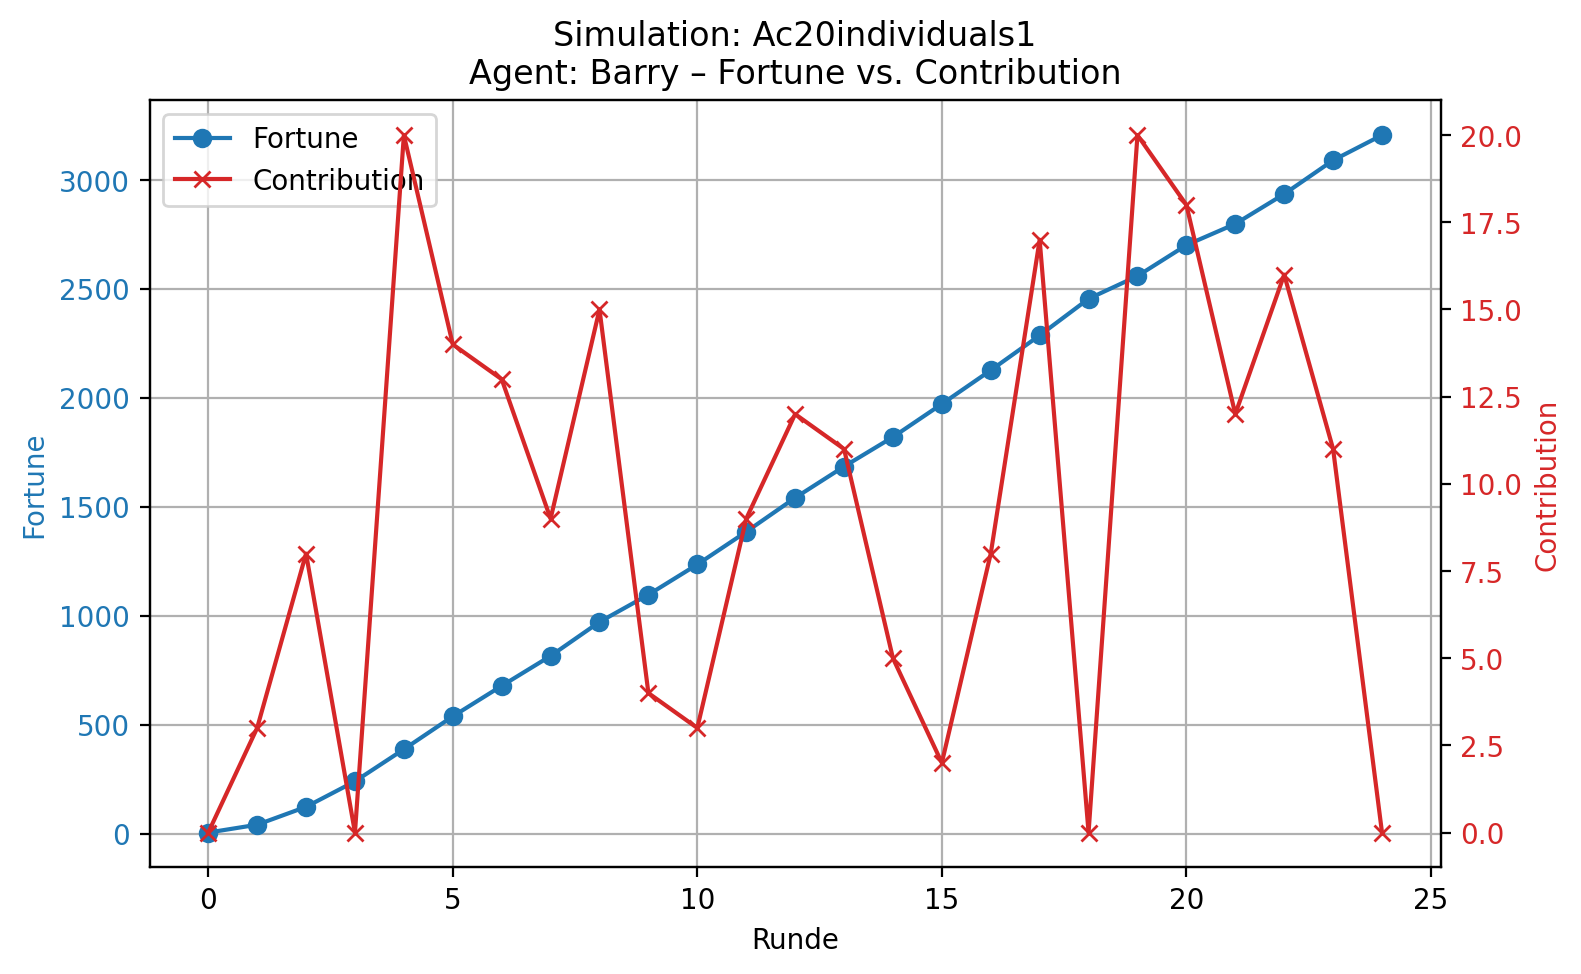 Simulation: Ac20individuals1
Agent: Barry – Fortune vs. Contribution
Fortune
Contribution
3000
2500
2000
1500
1000
500
0
Fortune
20.0
17.5
15.0
12.5
10.0
7.5
5.0
2.5
0.0
Contribution
0 5 10 15 20 25
Runde